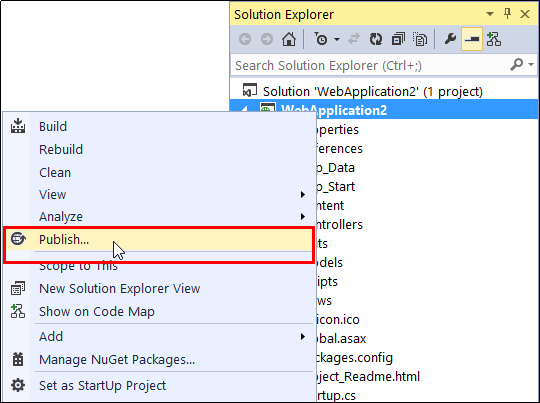 Solution Explorer
Search Solution Explorer (Ctrl+;)
Solution 'WebApplication2' (1 project)
WebApplication2
Build
Rebuild
Clean
View
Analyze
Publish...
Scope to This
New Solution Explorer View
Show on Code Map
Add
Manage NuGet Packages...
Set as StartUp Project
operties
ferences
p_Data
p_Start
ntent
ntrollers
ts
odels
ripts
ws
icon.ico
obal.asax
ckages.config
oject_Readme.html
artup.cs